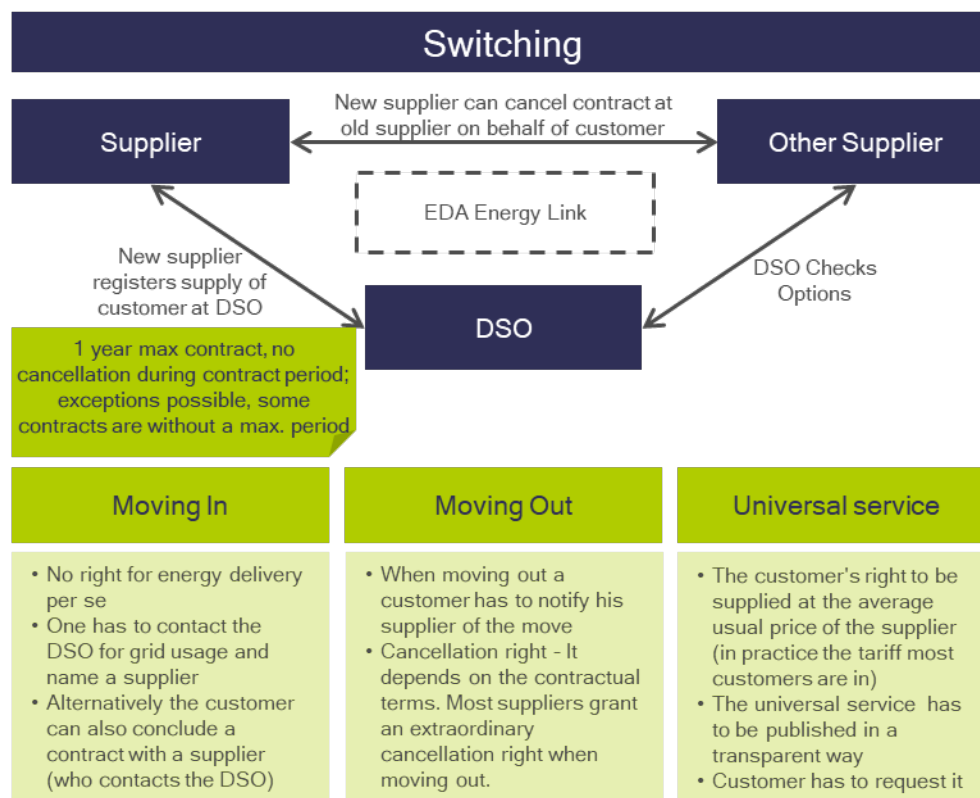 Switching
New supplier can cancel contract at
old supplier on behalf of customer
Supplier
Other Supplier
EDA Energy Link
New supplier
registers supply of
customer at DSO
DSO Checks
Options
DSO
1 year max contract, no
cancellation during contract period;
exceptions possible, some
contracts are without a max. period
Moving In
• No right for energy delivery
per se
• One has to contact the
DSO for grid usage and
name a supplier
• Alternatively the customer
can also conclude a
contract with a supplier
(who contacts the DSO)
Moving Out
• When moving out a
customer has to notify his
supplier of the move
• Cancellation right - It
depends on the contractual
terms. Most suppliers grant
an extraordinary
cancellation right when
moving out.
Universal service
• The customer's right to be
supplied at the average
usual price of the supplier
(in practice the tariff most
customers are in)
• The universal service has
to be published in a
transparent way
• Customer has to request it